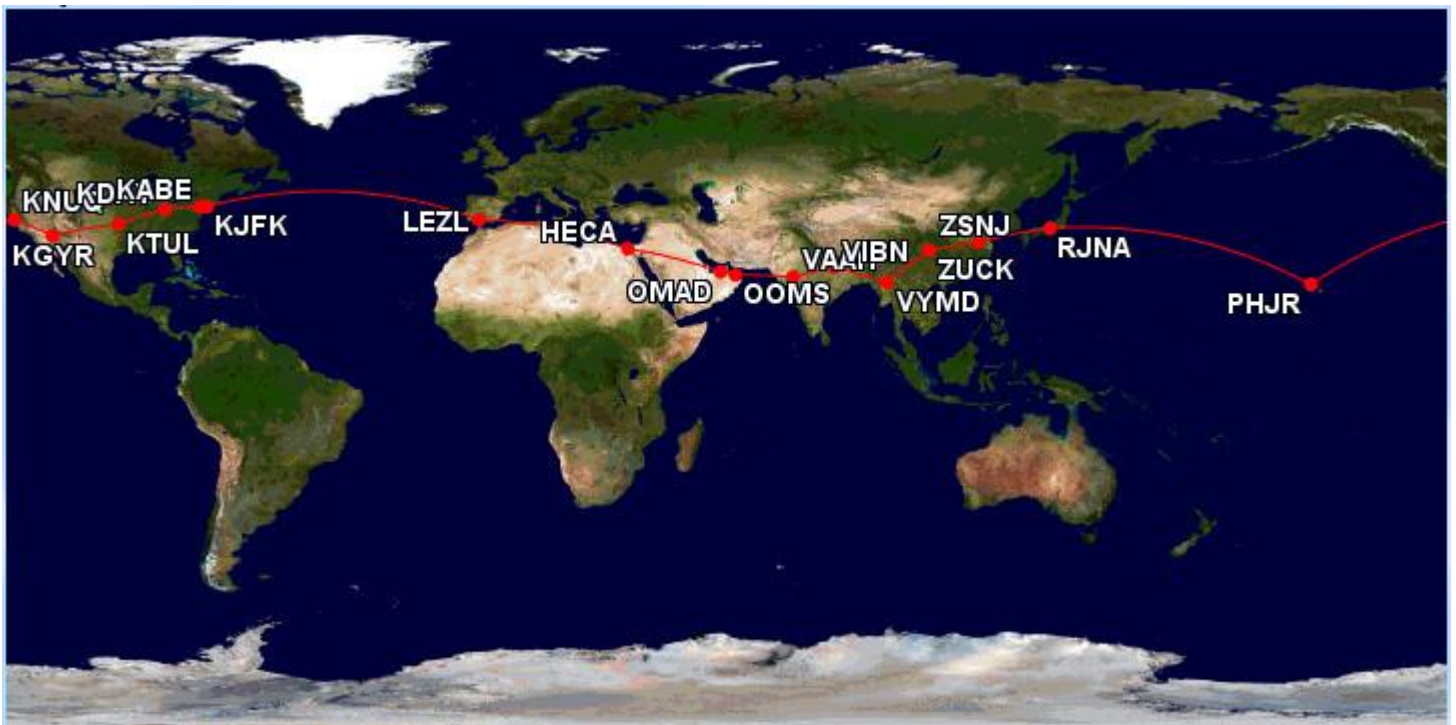 KNUQ
KABE
KGYR
KTUL
KJFK
LEZL
HECA
OMAD
OOMS
VIBN
VYMD
ZUCK
ZSNJ
RJNA
PHJR